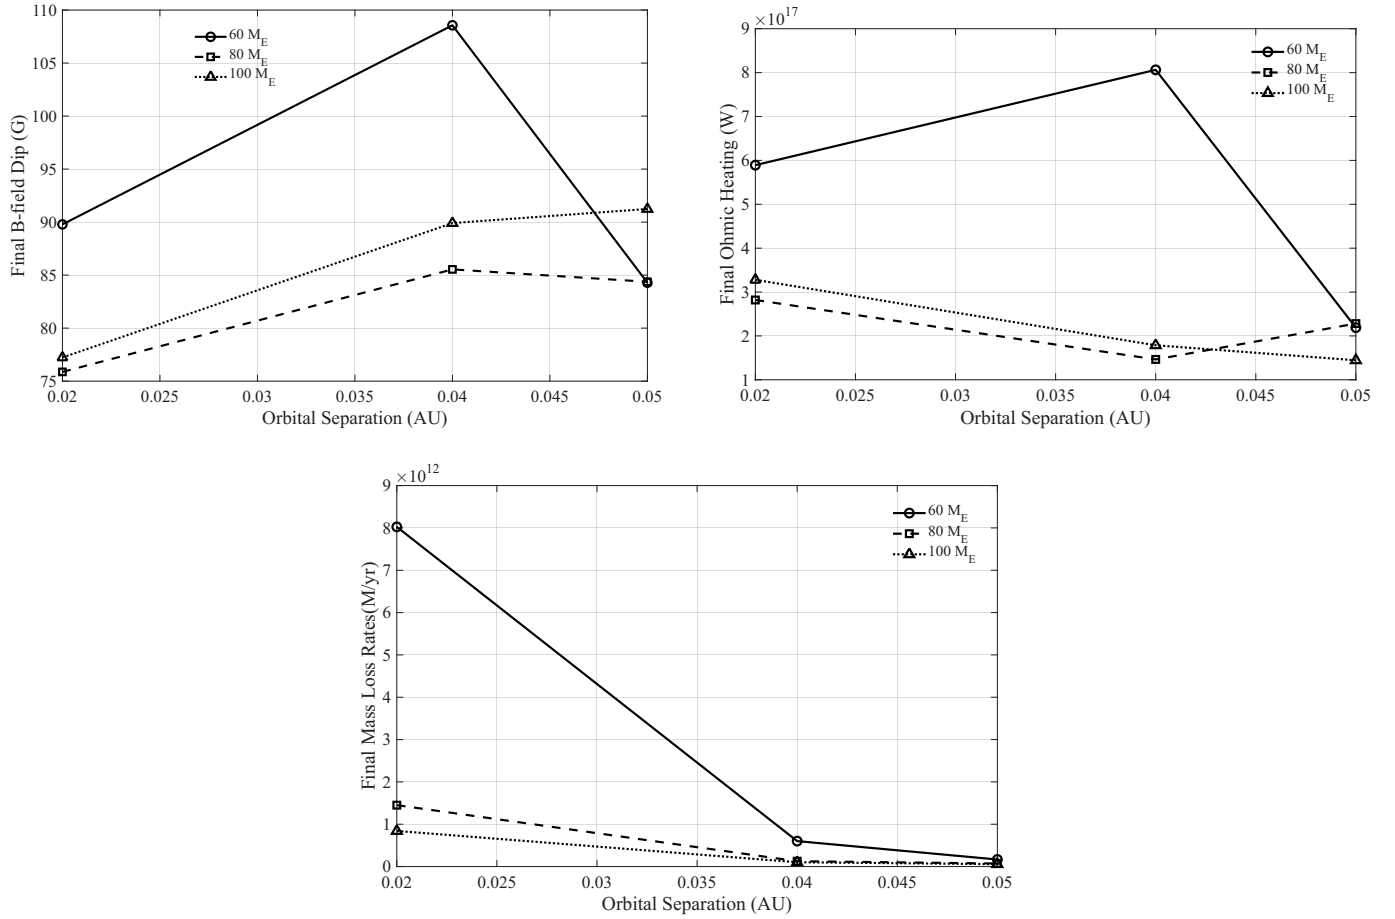 110
105
100
95
90
85
80
75
Final B-field Dip (G)
60 M_E
80 M_E
100 M_E
0.02 0.025 0.03 0.035 0.04 0.045 0.05
Orbital Separation (AU)
×10^17
9
8
7
6
5
4
3
2
1
Final Ohmic Heating (W)
60 M_E
80 M_E
100 M_E
0.02 0.025 0.03 0.035 0.04 0.045 0.05
Orbital Separation (AU)
×10^12
9
8
7
6
5
4
3
2
1
0
Final Mass Loss Rates(M/yr)
60 M_E
80 M_E
100 M_E
0.02 0.025 0.03 0.035 0.04 0.045 0.05
Orbital Separation (AU)